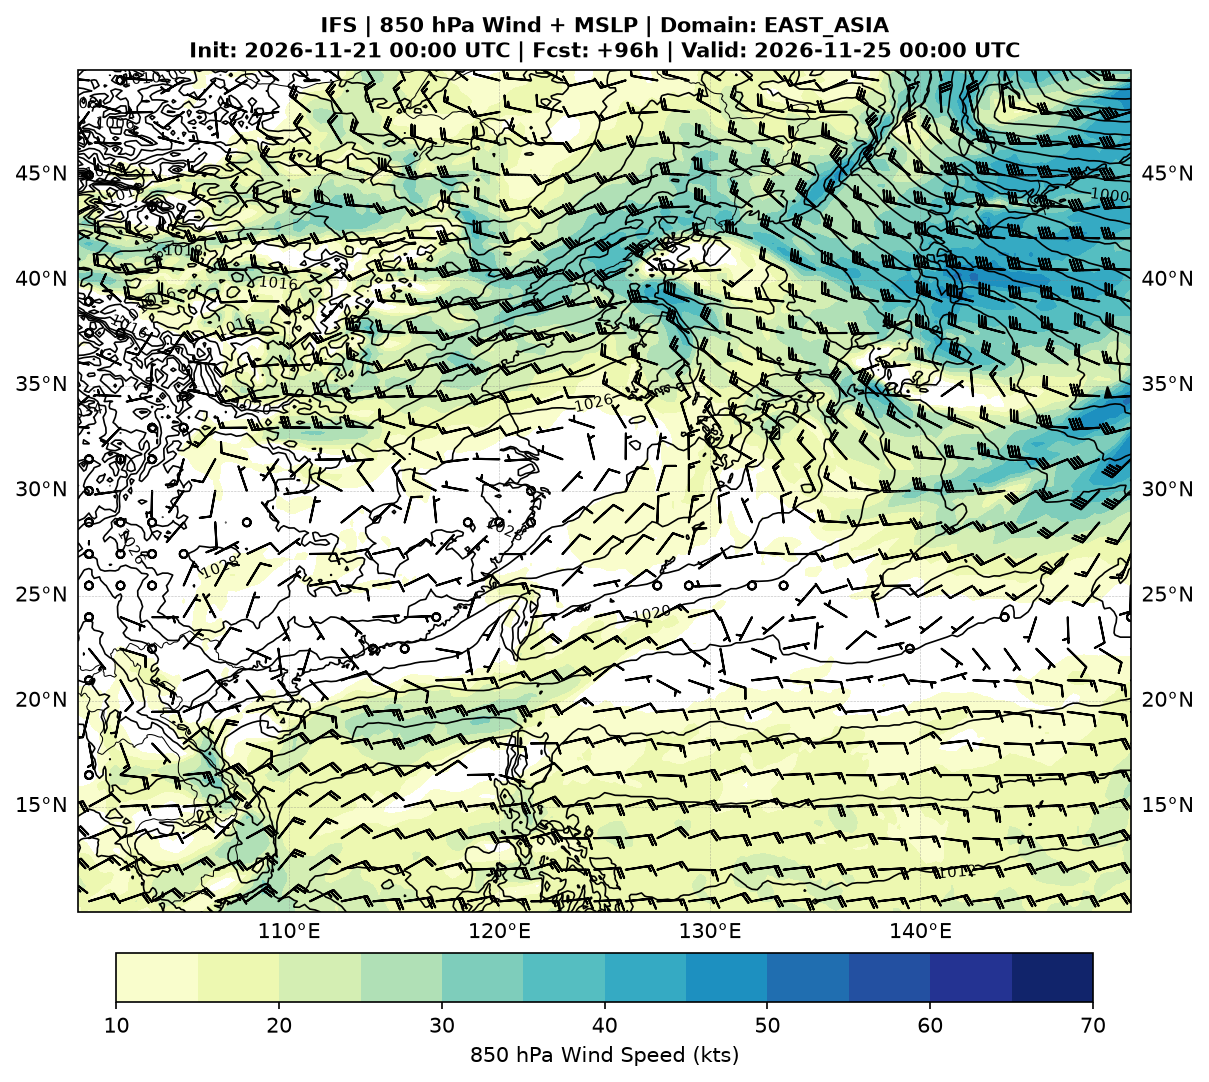 IFS | 850 hPa Wind + MSLP | Domain: EAST_ASIA
Init: 2026-11-21 00:00 UTC | Fcst: +96h | Valid: 2026-11-25 00:00 UTC
45°N
45°N
1000
40°N
1016
40°N
1016
35°N
1026
35°N
30°N
30°N
1028
25°N
1020
25°N
20°N
20°N
15°N
15°N
1012
110°E 120°E 130°E 140°E
10 20 30 40 50 60 70
850 hPa Wind Speed (kts)